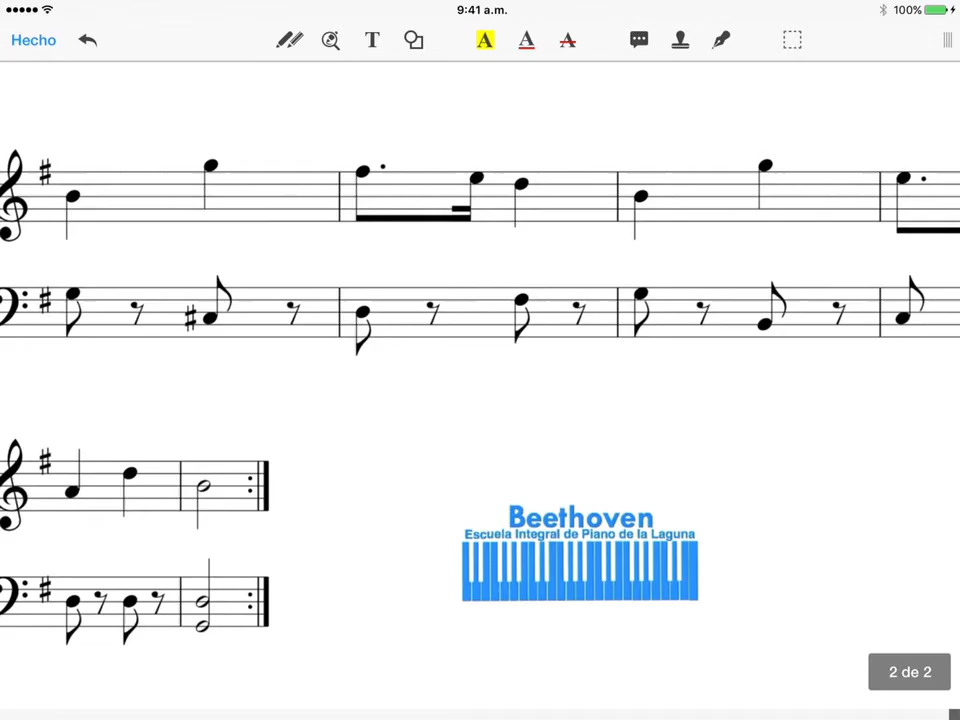 9:41 a.m.
100%
Hecho
T
A
A
A
Beethoven
Escuela Integral de Piano de la Laguna
2 de 2